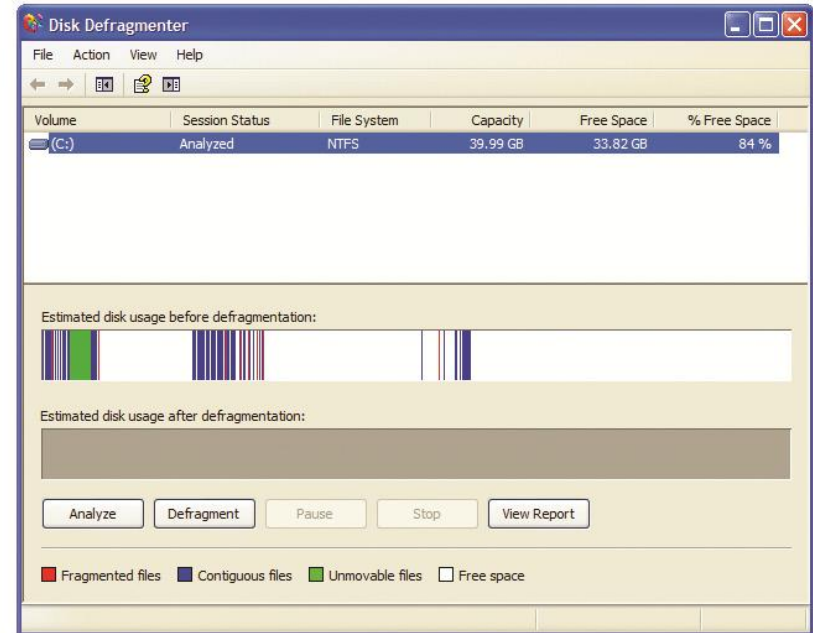 Disk Defragmenter
File Action View Help
Volume Session Status File System Capacity Free Space % Free Space
(C:) Analyzed NTFS 39.99 GB 33.82 GB 84 %
Estimated disk usage before defragmentation:
Estimated disk usage after defragmentation:
Analyze Defragment Pause Stop View Report
Fragmented files Contiguous files Unmovable files Free space